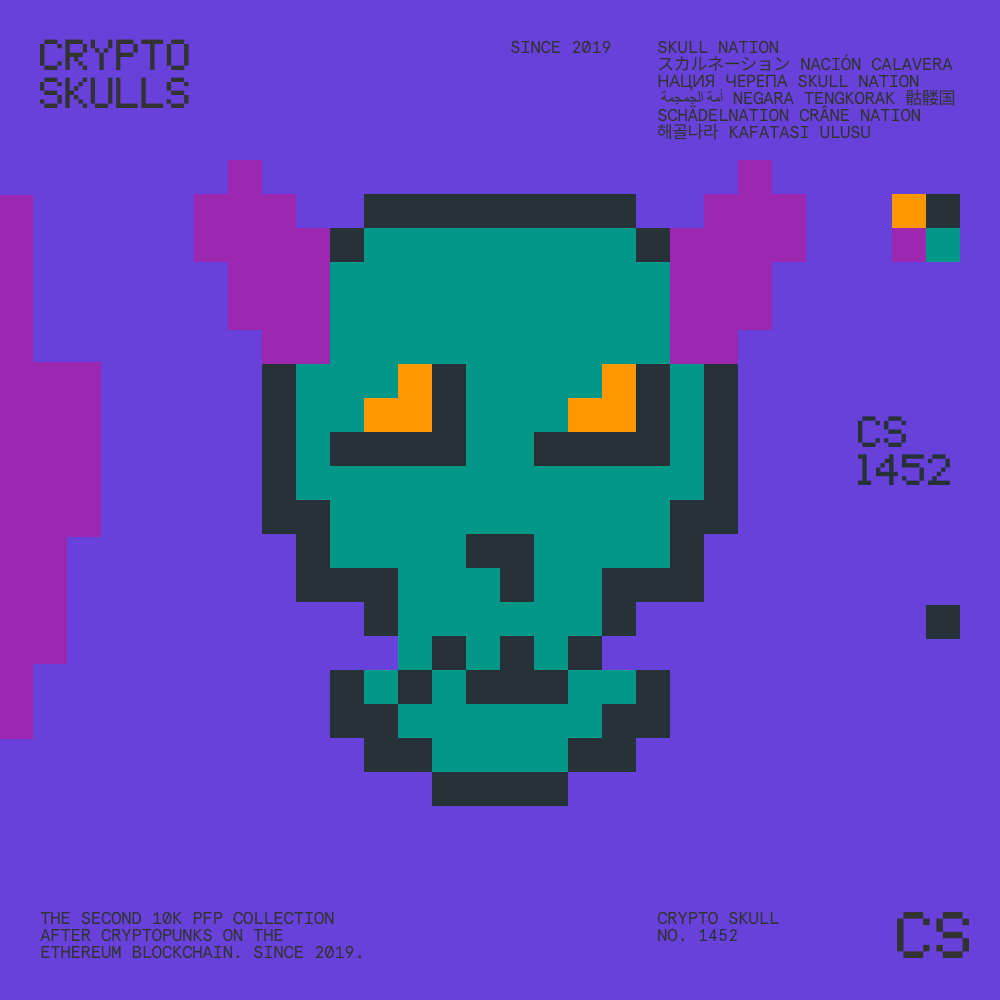 CRYPTO
SKULLS
SINCE 2019
SKULL NATION
スカルネーション NACIÓN CALAVERA
НАЦИЯ ЧЕРЕПА SKULL NATION
أمة الجمجمة NEGARA TENGKORAK 骷髅国
SCHÄDELNATION CRÂNE NATION
해골나라 KAFATASI ULUSU
CS
1452
THE SECOND 10K PFP COLLECTION
AFTER CRYPTOPUNKS ON THE
ETHEREUM BLOCKCHAIN. SINCE 2019.
CRYPTO SKULL
NO. 1452
CS